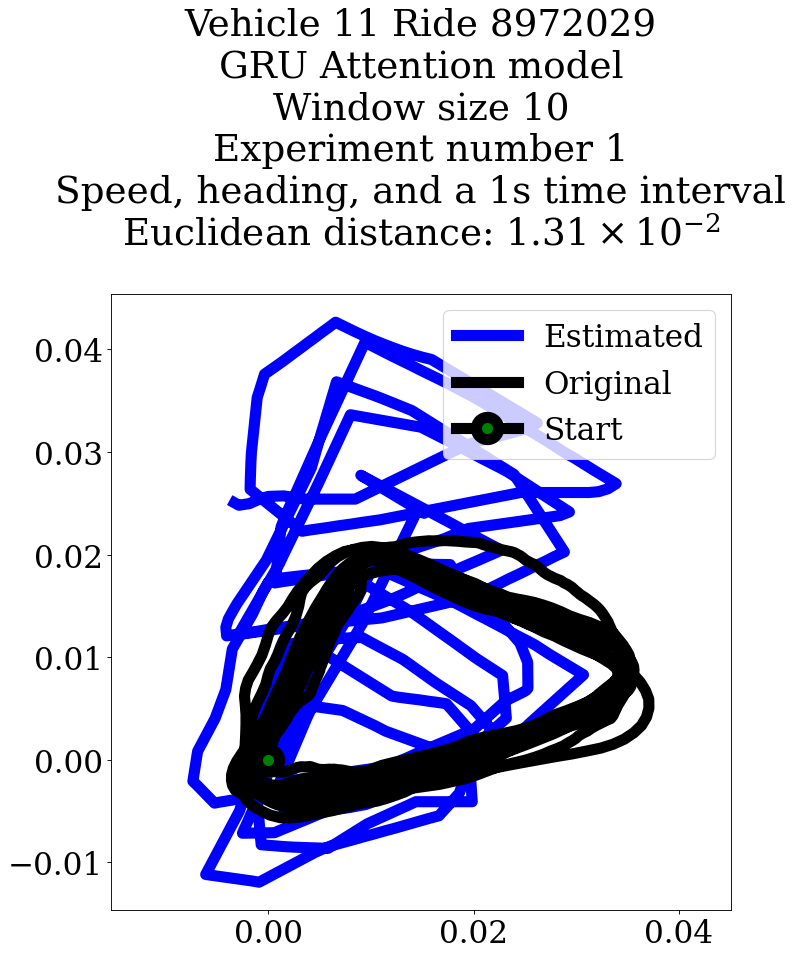 Vehicle 11 Ride 8972029
GRU Attention model
Window size 10
Experiment number 1
Speed, heading, and a 1s time interval
Euclidean distance: 1.31 × 10⁻²
Estimated
Original
Start
0.04
0.03
0.02
0.01
0.00
−0.01
0.00 0.02 0.04